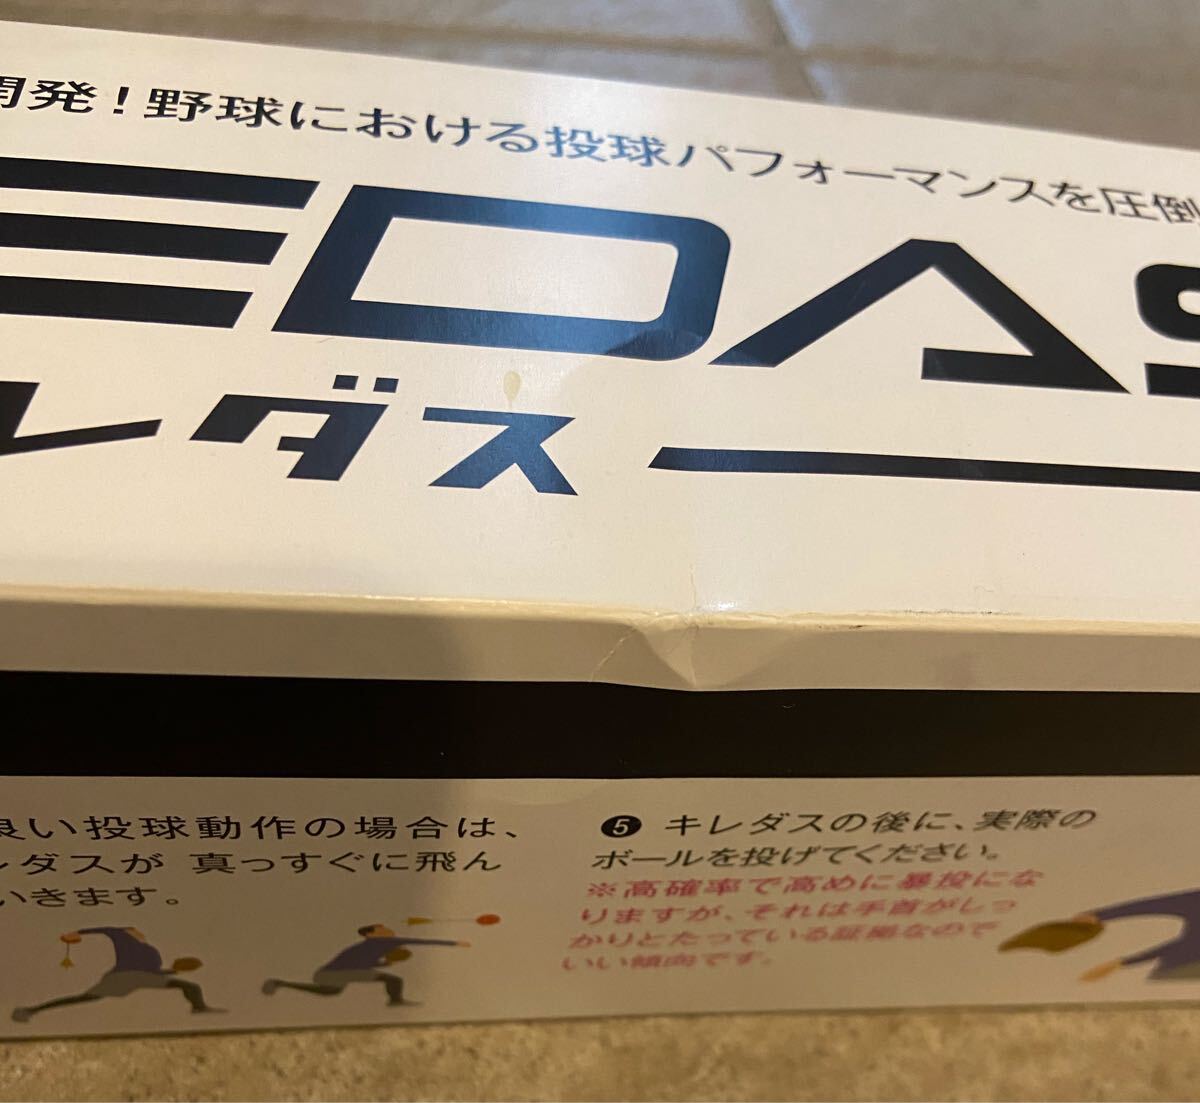 開発！野球における投球パフォーマンスを圧倒
EDAS
レダス
良い投球動作の場合は、
レダスが 真っすぐに飛ん
いきます。
❺ キレダスの後に、実際の
ボールを投げてください。
※高確率で高めに暴投にな
りますが、それは手首がしっ
かりとたっている証拠なので
いい傾向です。